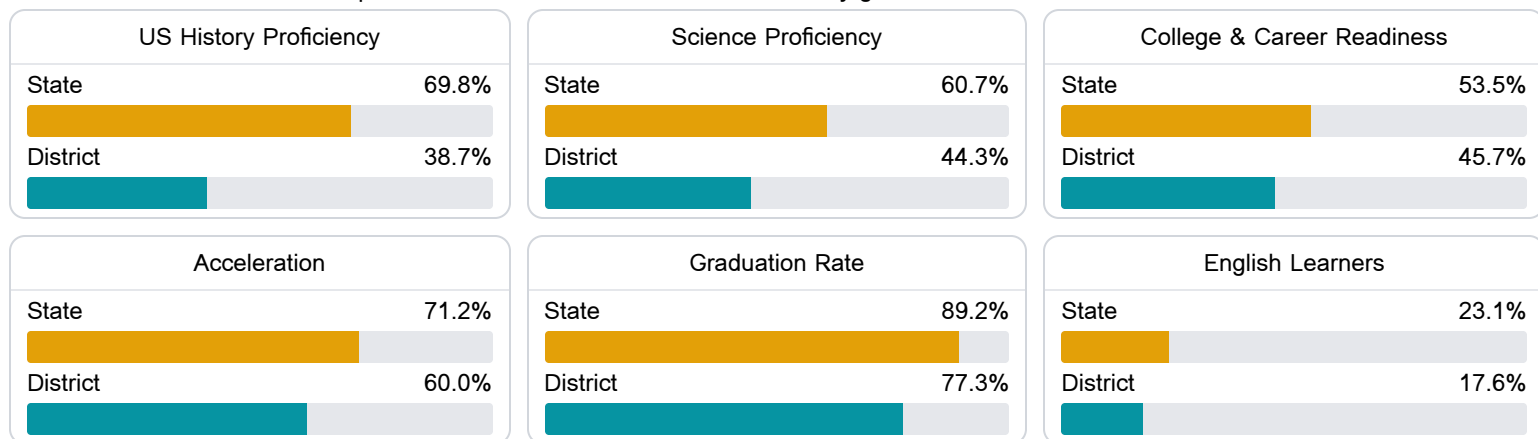 US History Proficiency
State 69.8%
District 38.7%
Science Proficiency
State 60.7%
District 44.3%
College & Career Readiness
State 53.5%
District 45.7%
Acceleration
State 71.2%
District 60.0%
Graduation Rate
State 89.2%
District 77.3%
English Learners
State 23.1%
District 17.6%